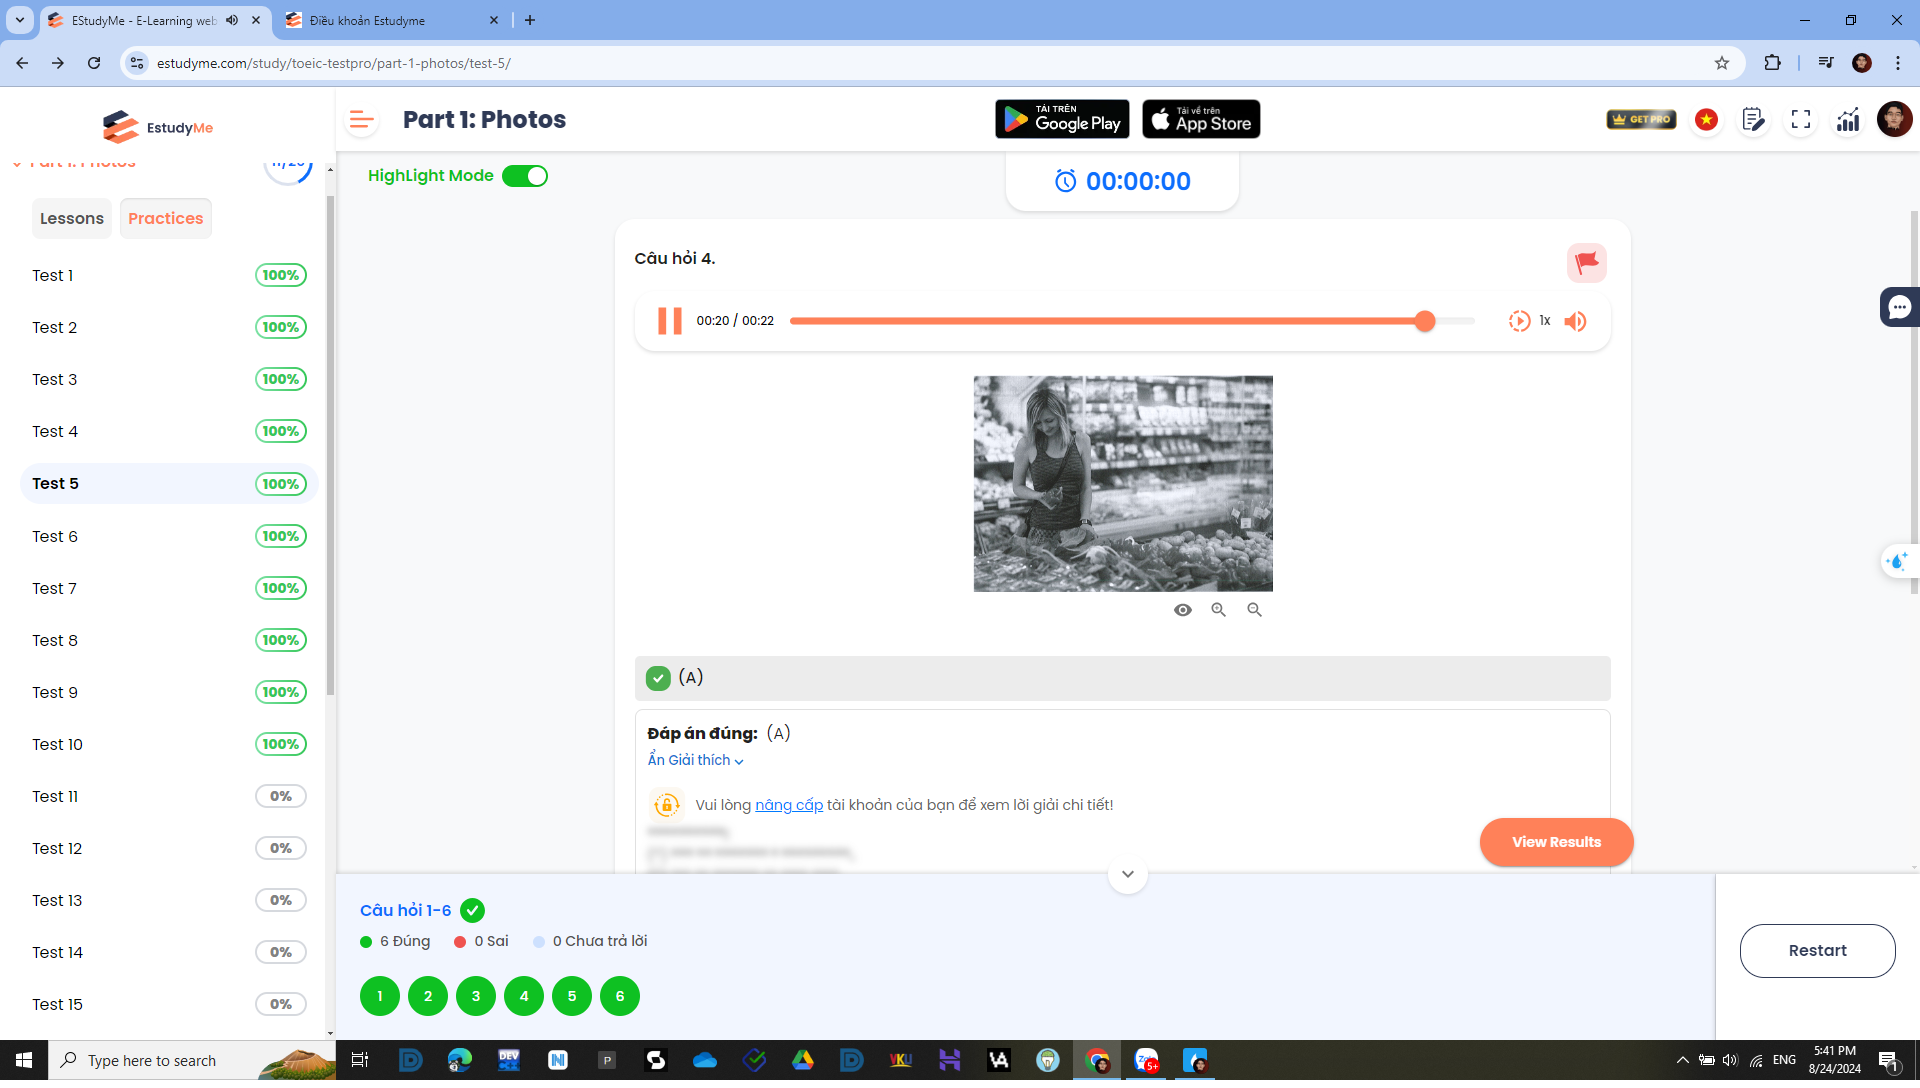 EStudyMe - E-Learning web
Điều khoản Estudyme
estudyme.com/study/toeic-testpro/part-1-photos/test-5/
EstudyMe
Part 1: Photos
TẢI TRÊN
Google Play
Tải về trên
App Store
GET PRO
Part 1: Photos
HighLight Mode
00:00:00
Lessons
Practices
Test 1
100%
Test 2
100%
Test 3
100%
Test 4
100%
Test 5
100%
Test 6
100%
Test 7
100%
Test 8
100%
Test 9
100%
Test 10
100%
Test 11
0%
Test 12
0%
Test 13
0%
Test 14
0%
Test 15
0%
Câu hỏi 4.
00:20 / 00:22
1x
(A)
Đáp án đúng: (A)
Ẩn Giải thích
Vui lòng nâng cấp tài khoản của bạn để xem lời giải chi tiết!
View Results
Câu hỏi 1-6
6 Đúng
0 Sai
0 Chưa trả lời
1 2 3 4 5 6
Restart
Type here to search
DEV
VKU
5+
ENG
5:41 PM
8/24/2024
1